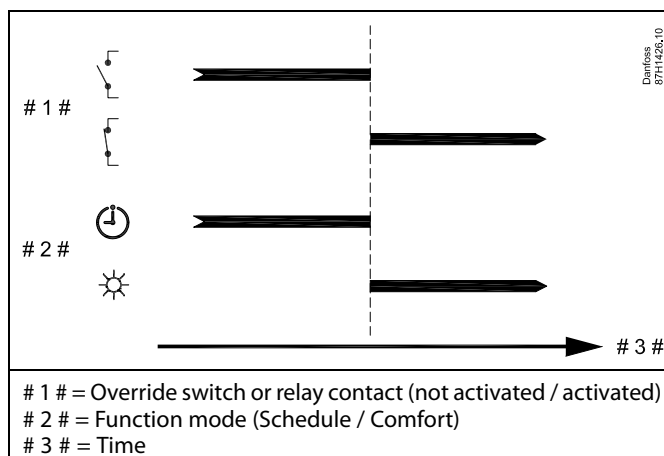 Danfoss
87H1426.10
# 1 #
# 2 #
# 3 #
# 1 # = Override switch or relay contact (not activated / activated)
# 2 # = Function mode (Schedule / Comfort)
# 3 # = Time